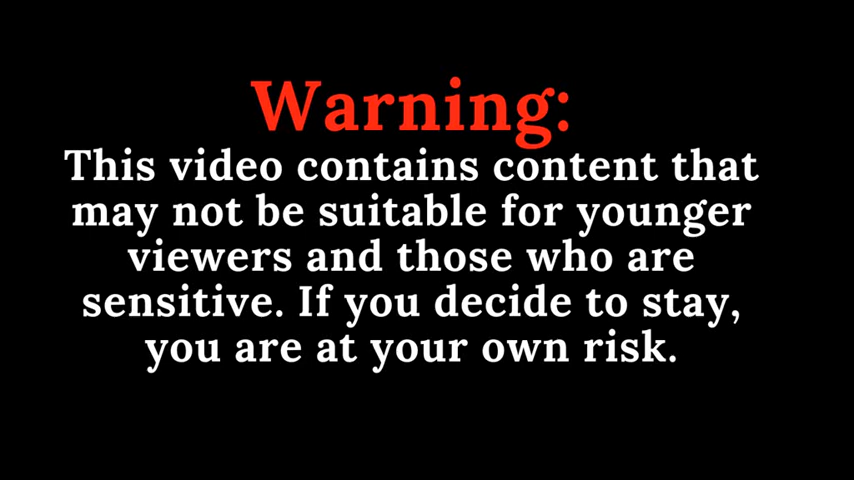 Warning:
This video contains content that
may not be suitable for younger
viewers and those who are
sensitive. If you decide to stay,
you are at your own risk.